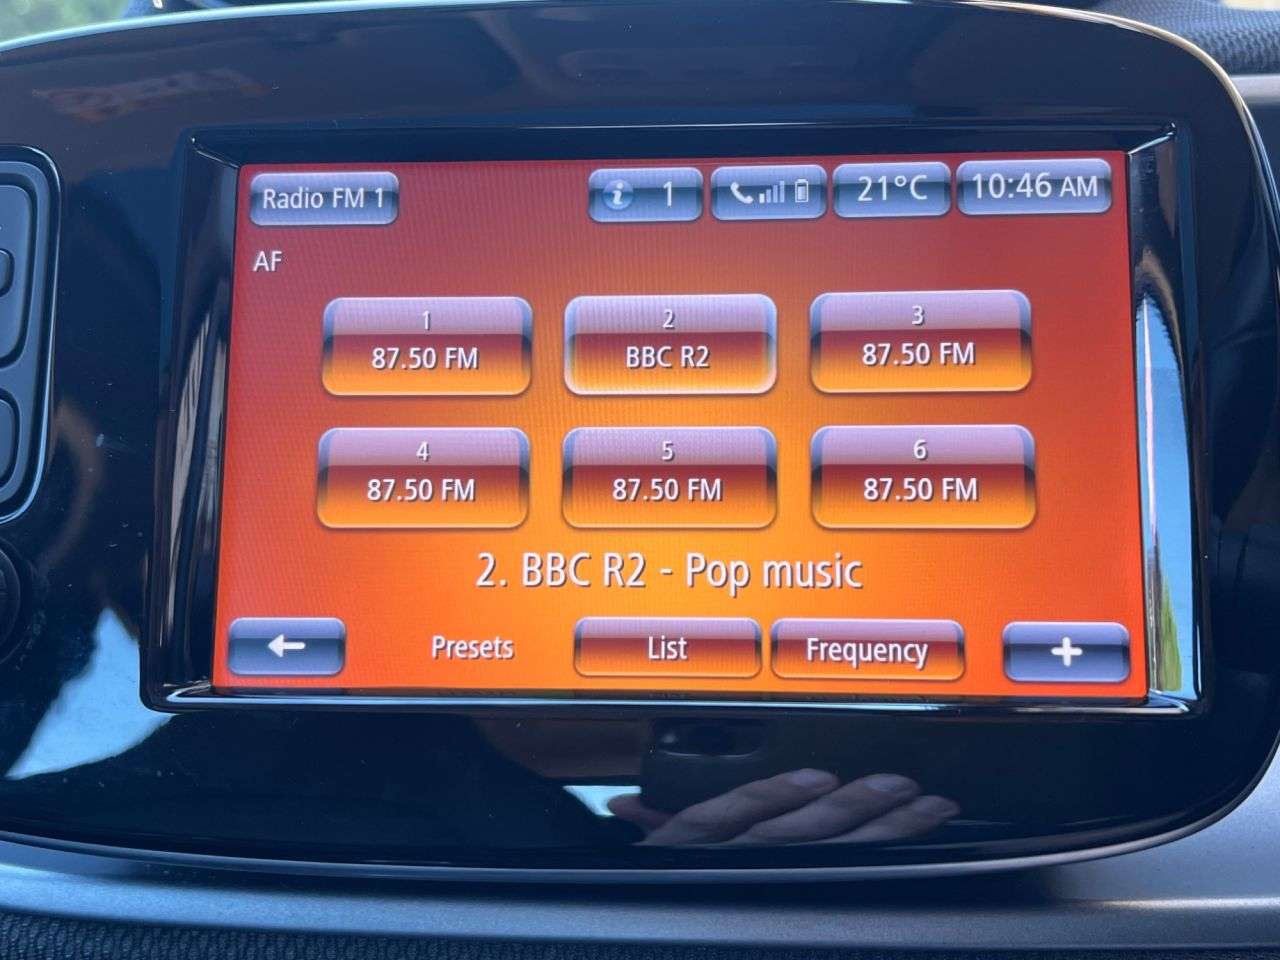 Radio FM 1
i 1
21°C
10:46 AM
AF
1
87.50 FM
2
BBC R2
3
87.50 FM
4
87.50 FM
5
87.50 FM
6
87.50 FM
2. BBC R2 - Pop music
Presets
List
Frequency
+